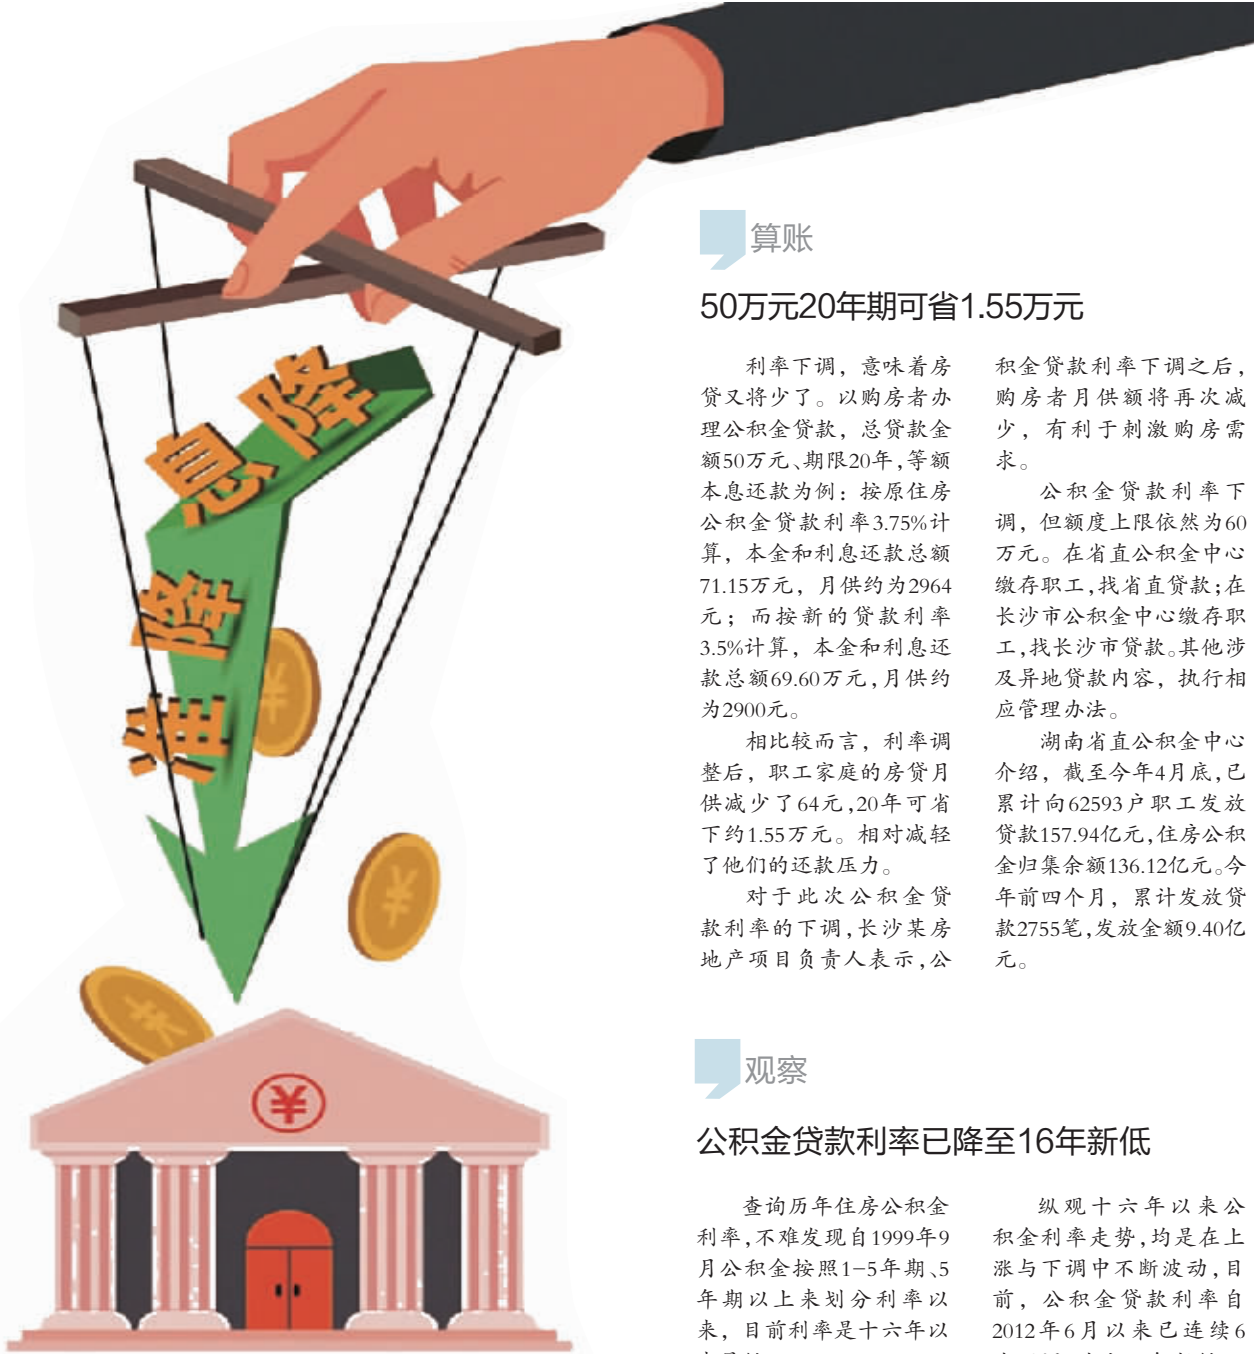 息降
降
准
¥
¥
¥
¥
算账
50万元20年期可省1.55万元
利率下调，意味着房
贷又将少了。以购房者办
理公积金贷款，总贷款金
额50万元、期限20年，等额
本息还款为例：按原住房
公积金贷款利率3.75%计
算，本金和利息还款总额
71.15万元，月供约为2964
元；而按新的贷款利率
3.5%计算，本金和利息还
款总额69.60万元，月供约
为2900元。
相比较而言，利率调
整后，职工家庭的房贷月
供减少了64元，20年可省
下约1.55万元。相对减轻
了他们的还款压力。
对于此次公积金贷
款利率的下调，长沙某房
地产项目负责人表示，公
积金贷款利率下调之后，
购房者月供额将再次减
少，有利于刺激购房需
求。
公积金贷款利率下
调，但额度上限依然为60
万元。在省直公积金中心
缴存职工，找省直贷款；在
长沙市公积金中心缴存职
工，找长沙市贷款。其他涉
及异地贷款内容，执行相
应管理办法。
湖南省直公积金中心
介绍，截至今年4月底，已
累计向62593户职工发放
贷款157.94亿元，住房公积
金归集余额136.12亿元。今
年前四个月，累计发放贷
款2755笔，发放金额9.40亿
元。
观察
公积金贷款利率已降至16年新低
查询历年住房公积金
利率，不难发现自1999年9
月公积金按照1-5年期、5
年期以上来划分利率以
来，目前利率是十六年以
纵观十六年以来公
积金利率走势，均是在上
涨与下调中不断波动，目
前，公积金贷款利率自
2012年6月以来已连续6